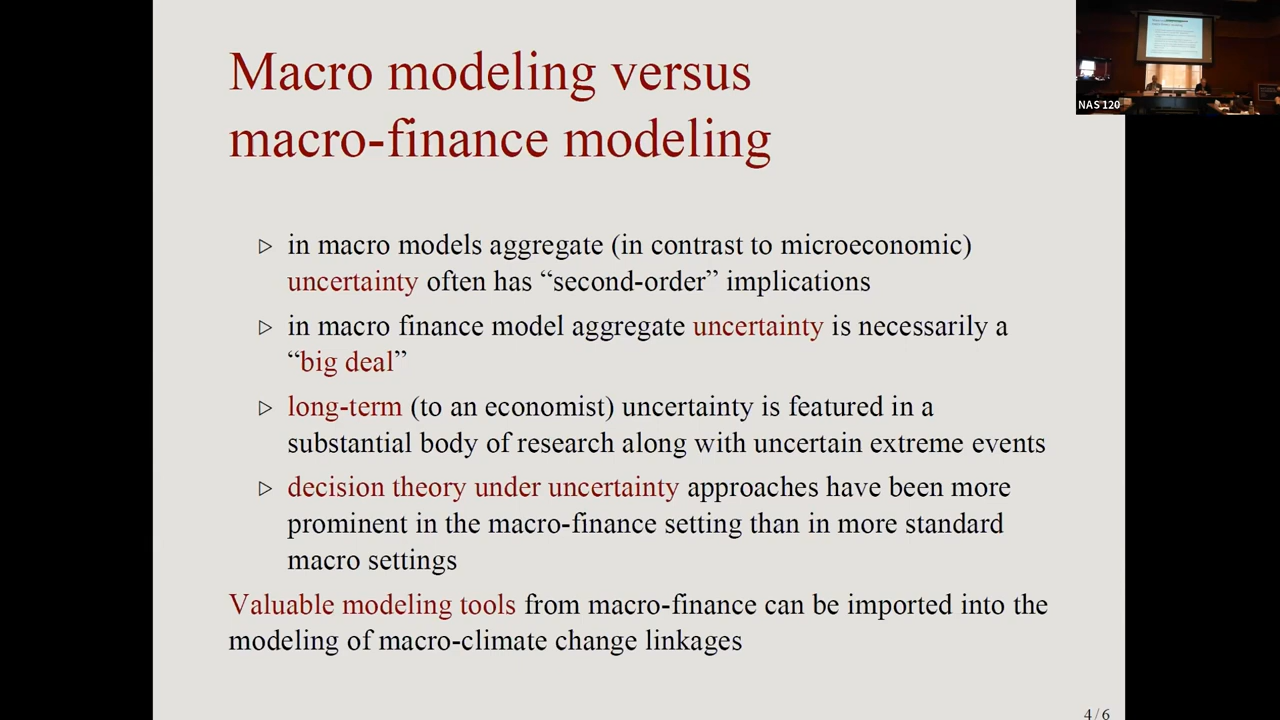 Macro modeling versus
macro-finance modeling
▷ in macro models aggregate (in contrast to microeconomic)
uncertainty often has “second-order” implications
▷ in macro finance model aggregate uncertainty is necessarily a
“big deal”
▷ long-term (to an economist) uncertainty is featured in a
substantial body of research along with uncertain extreme events
▷ decision theory under uncertainty approaches have been more
prominent in the macro-finance setting than in more standard
macro settings
Valuable modeling tools from macro-finance can be imported into the
modeling of macro-climate change linkages
4/6
NAS 120